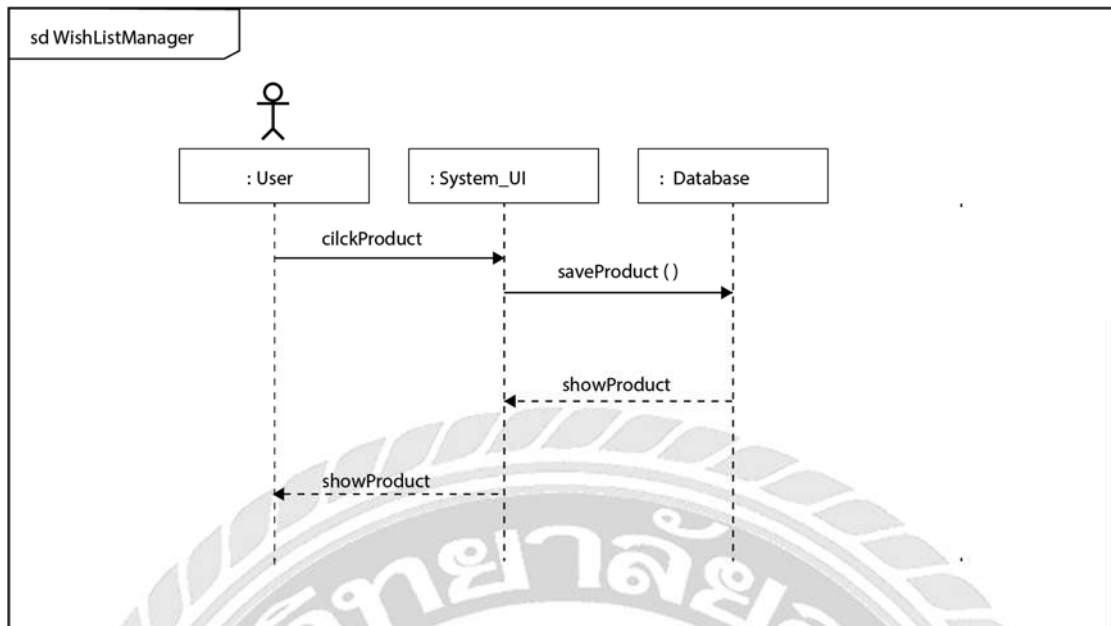 sd WishListManager
: User
: System_UI
: Database
cilckProduct
saveProduct ( )
showProduct
showProduct